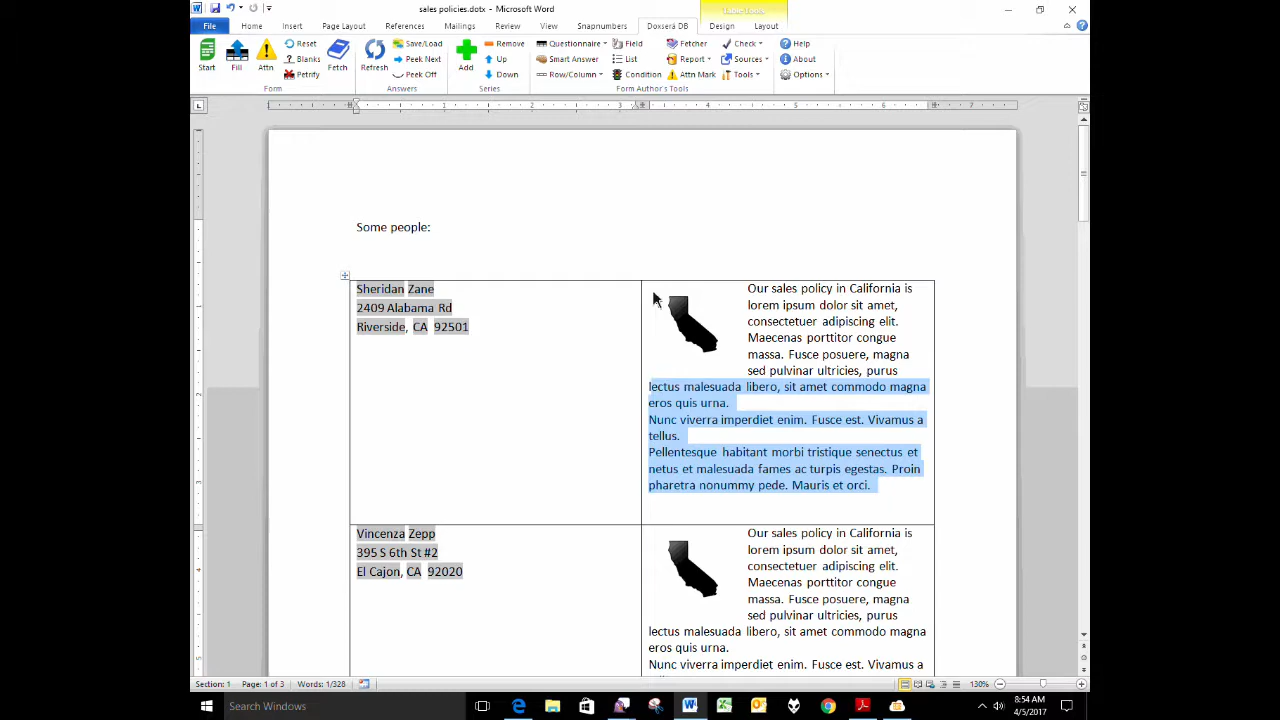 sales policies.dotx - Microsoft Word
Table Tools
File Home Insert Page Layout References Mailings Review View Snapnumbers Doxserá DB Design Layout
Start Fill Attn Reset Blanks Petrify Fetch
Form
Refresh Save/Load Peek Next Peek Off
Answers
Add Remove Up Down
Series
Questionnaire Smart Answer Row/Column Field List Condition Fetcher Report Attn Mark Check Sources Tools
Form Author's Tools
Help About Options
1 1 2 3 4 5 6 7
Some people:
Sheridan Zane
2409 Alabama Rd
Riverside, CA 92501
Our sales policy in California is
lorem ipsum dolor sit amet,
consectetuer adipiscing elit.
Maecenas porttitor congue
massa. Fusce posuere, magna
sed pulvinar ultricies, purus
lectus malesuada libero, sit amet commodo magna
eros quis urna.
Nunc viverra imperdiet enim. Fusce est. Vivamus a
tellus.
Pellentesque habitant morbi tristique senectus et
netus et malesuada fames ac turpis egestas. Proin
pharetra nonummy pede. Mauris et orci.
Vincenza Zepp
395 S 6th St #2
El Cajon, CA 92020
Our sales policy in California is
lorem ipsum dolor sit amet,
consectetuer adipiscing elit.
Maecenas porttitor congue
massa. Fusce posuere, magna
sed pulvinar ultricies, purus
lectus malesuada libero, sit amet commodo magna
eros quis urna.
Nunc viverra imperdiet enim. Fusce est. Vivamus a
Section: 1 Page: 1 of 3 Words: 1/328 130%
Search Windows
8:54 AM
4/5/2017